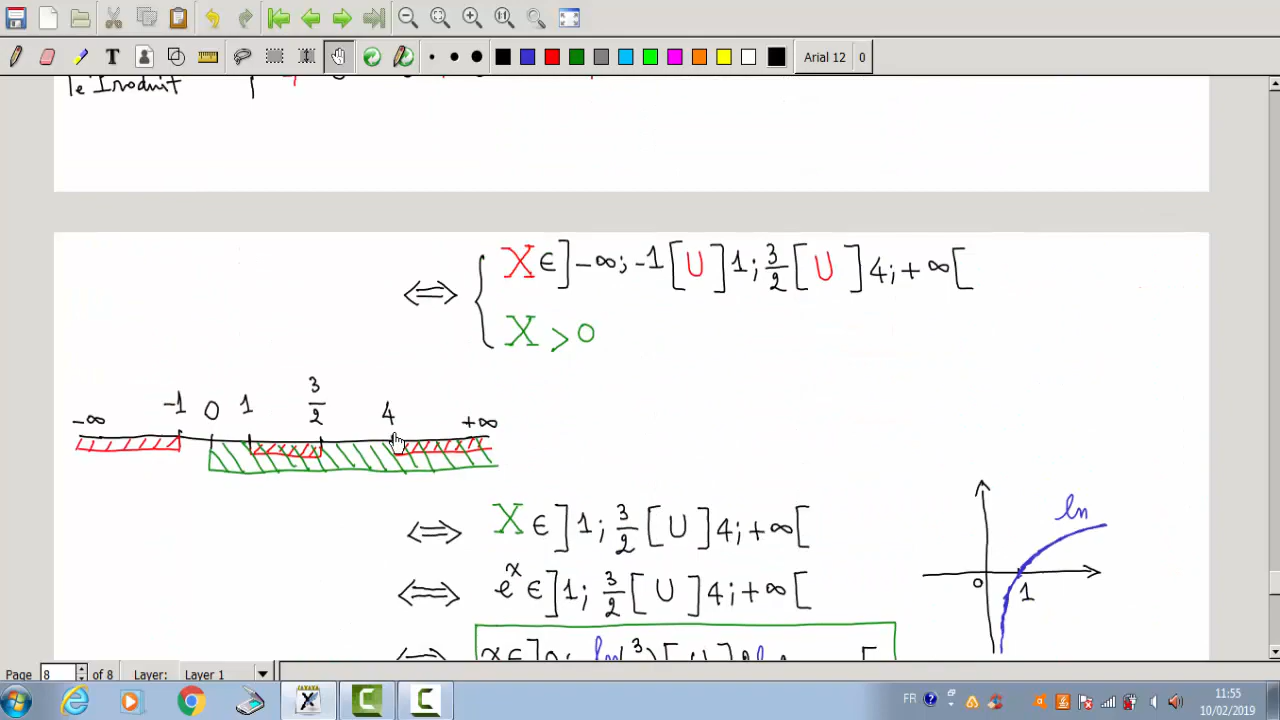 Arial 12 0
le Produit
⟺ { X ∈ ]-∞; -1[ U ]1; 3/2[ U ]4; +∞[
X > 0
-∞ -1 0 1 3/2 4 +∞
⟺ X ∈ ]1; 3/2[ U ]4; +∞[
ln
0 1
⟺ e^x ∈ ]1; 3/2[ U ]4; +∞[
Page 8 of 8 Layer: Layer 1
FR 11:55
10/02/2019